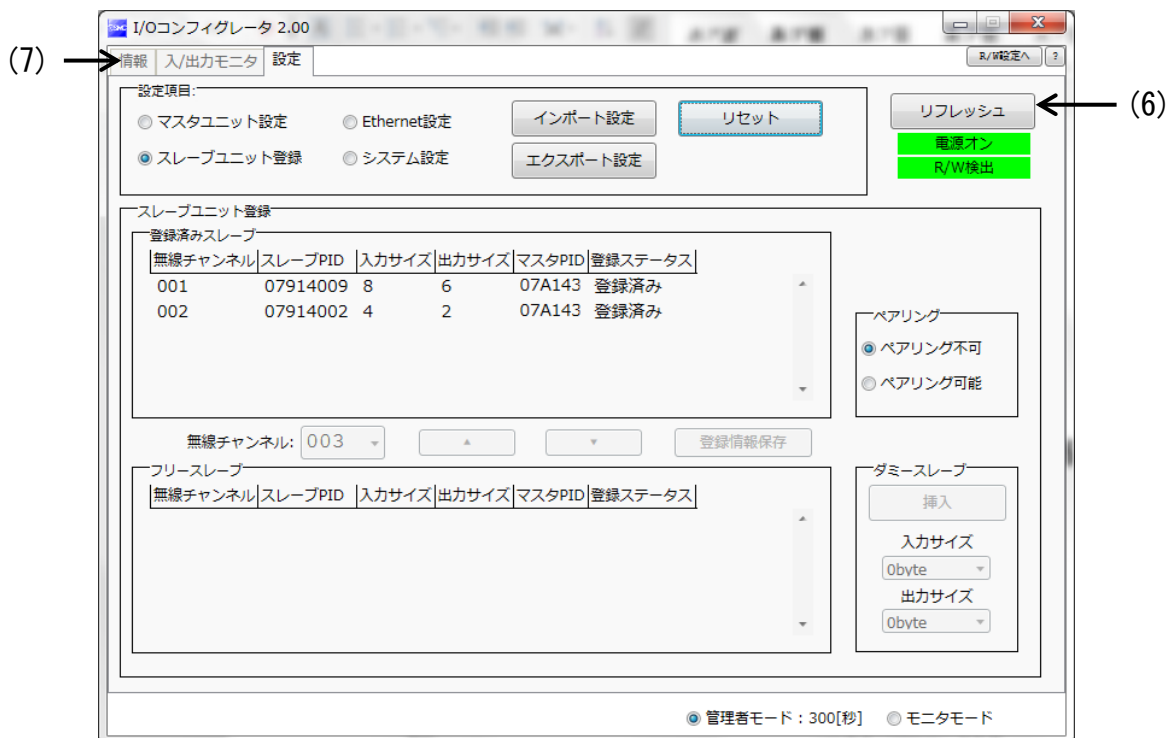 I/Oコンフィグレータ 2.00
(7)
情報 入/出力モニタ 設定
R/W設定へ ?
設定項目:
マスタユニット設定 Ethernet設定 インポート設定 リセット
リフレッシュ
(6)
スレーブユニット登録 システム設定 エクスポート設定
電源オン
R/W検出
スレーブユニット登録
登録済みスレーブ
無線チャンネル スレーブPID 入力サイズ 出力サイズ マスタPID 登録ステータス
001 07914009 8 6 07A143 登録済み
002 07914002 4 2 07A143 登録済み
ペアリング
ペアリング不可
ペアリング可能
無線チャンネル: 003 登録情報保存
フリースレーブ
無線チャンネル スレーブPID 入力サイズ 出力サイズ マスタPID 登録ステータス
ダミースレーブ
挿入
入力サイズ
0byte
出力サイズ
0byte
管理者モード : 300[秒] モニタモード